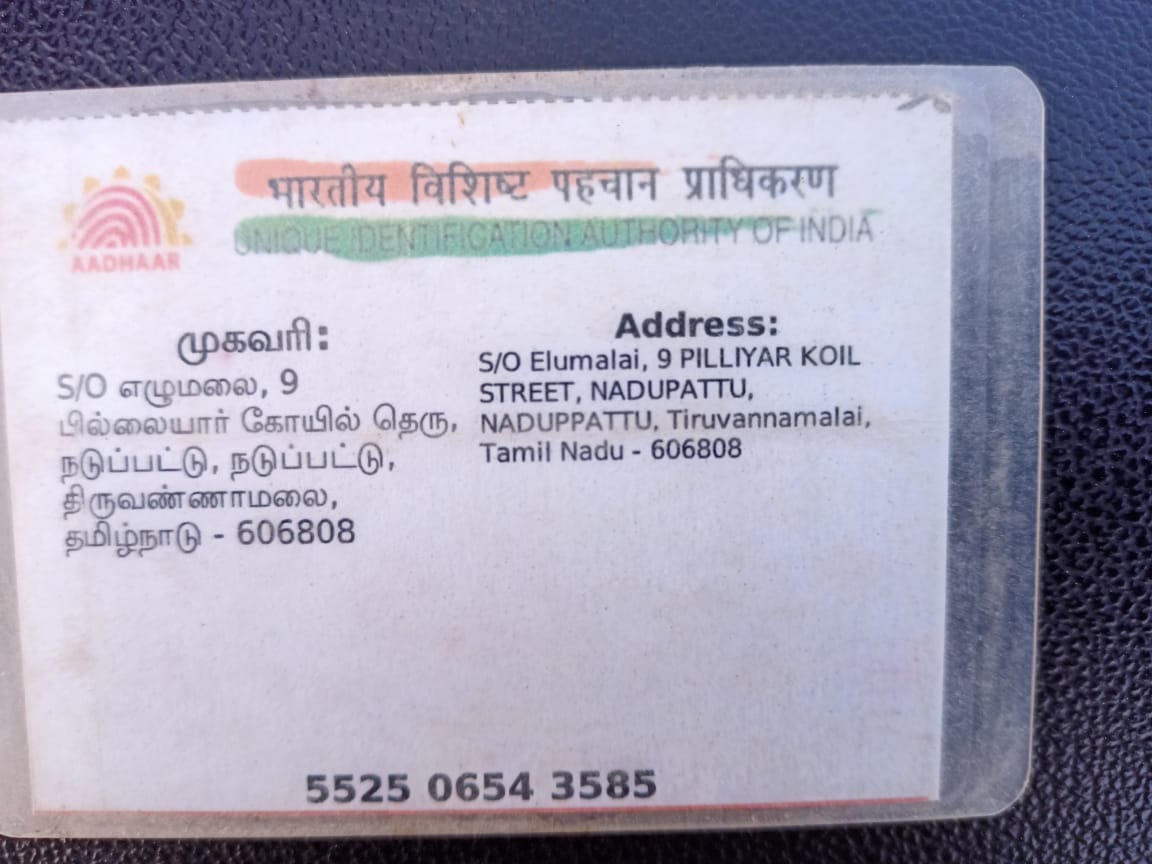 भारतीय विशिष्ट पहचान प्राधिकरण
UNIQUE IDENTIFICATION AUTHORITY OF INDIA
AADHAAR
முகவரி:
S/O எழுமலை, 9
பில்லையார் கோயில் தெரு,
நடுப்பட்டு, நடுப்பட்டு,
திருவண்ணாமலை,
தமிழ்நாடு - 606808
Address:
S/O Elumalai, 9 PILLIYAR KOIL
STREET, NADUPATTU,
NADUPPATTU, Tiruvannamalai,
Tamil Nadu - 606808
5525 0654 3585